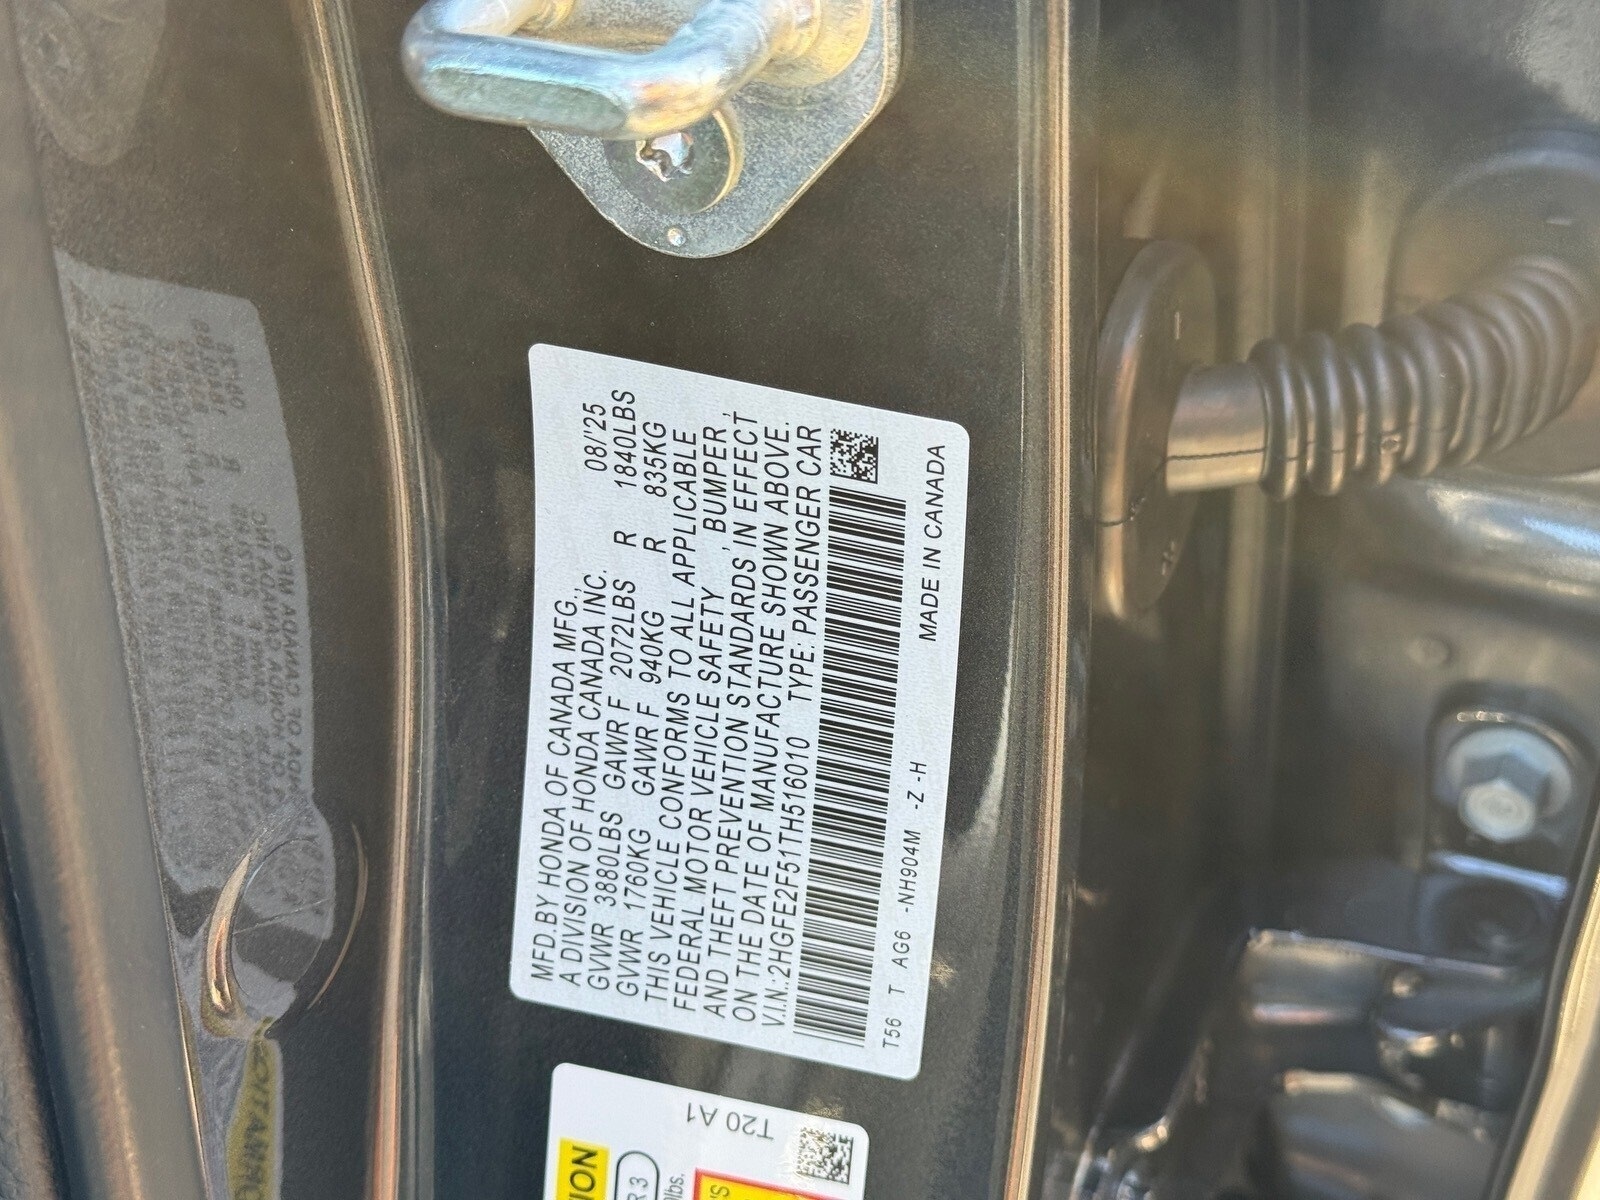 MFD.BY HONDA OF CANADA MFG., 08/'25
A DIVISION OF HONDA CANADA INC.
GVWR 3880LBS GAWR F 2072LBS R 1840LBS
GVWR 1760KG GAWR F 940KG R 835KG
THIS VEHICLE CONFORMS TO ALL APPLICABLE
FEDERAL MOTOR VEHICLE SAFETY , BUMPER ,
AND THEFT PREVENTION STANDARDS IN EFFECT
ON THE DATE OF MANUFACTURE SHOWN ABOVE.
V.I.N.:2HGFE2F51TH516010 TYPE: PASSENGER CAR
T56 T AG6 -NH904M -Z -H MADE IN CANADA
T20 A1
R3
lbs.